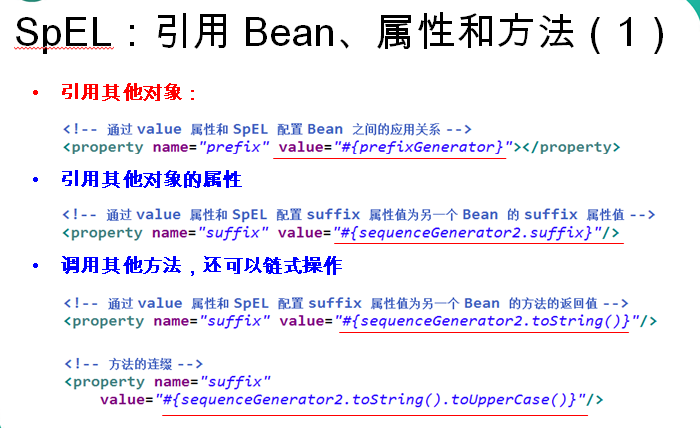 SpEL：引用 Bean、属性和方法（1）
• 引用其他对象：
<!-- 通过 value 属性和 SpEL 配置 Bean 之间的应用关系 -->
<property name="prefix" value="#{prefixGenerator}"></property>
• 引用其他对象的属性
<!-- 通过 value 属性和 SpEL 配置 suffix 属性值为另一个 Bean 的 suffix 属性值 -->
<property name="suffix" value="#{sequenceGenerator2.suffix}"/>
• 调用其他方法，还可以链式操作
<!-- 通过 value 属性和 SpEL 配置 suffix 属性值为另一个 Bean 的方法的返回值 -->
<property name="suffix" value="#{sequenceGenerator2.toString()}"/>
<!-- 方法的连缀 -->
<property name="suffix"
value="#{sequenceGenerator2.toString().toUpperCase()}"/>